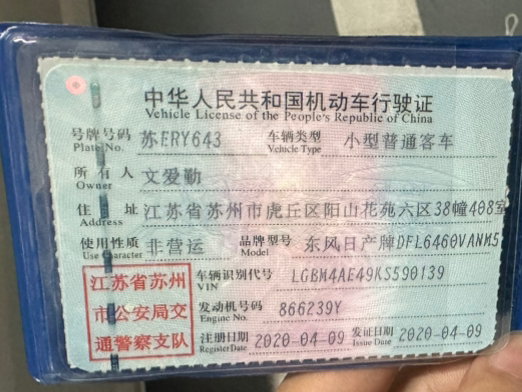 中华人民共和国机动车行驶证
Vehicle License of the People's Republic of China
号牌号码 苏ERY643 车辆类型 小型普通客车
Plate No. Vehicle Type
所有人 文爱勤
Owner
住址 江苏省苏州市虎丘区阳山花苑六区38幢408室
Address
使用性质 非营运 品牌型号 东风日产牌DFL6460VANM5
Use Character Model
江苏省苏州 车辆识别代号 LGBM4AE49KS590139
VIN
市公安局交 发动机号码 866239Y
Engine No.
通警察支队 注册日期 2020-04-09 发证日期 2020-04-09
Register Date Issue Date